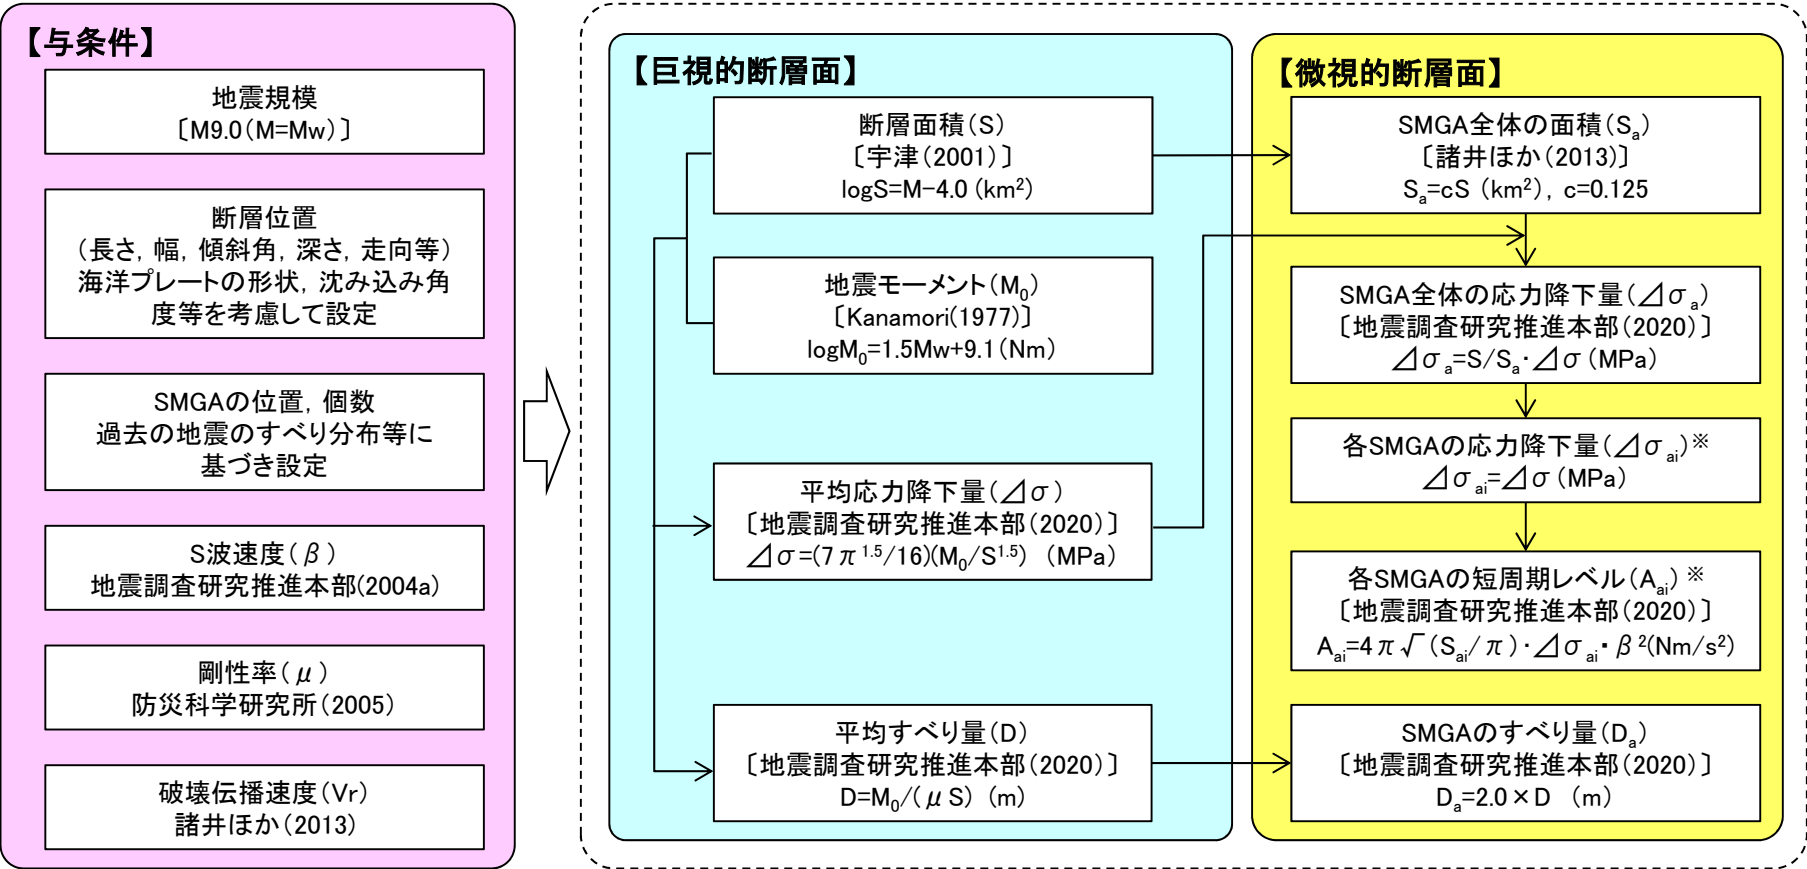 【与条件】
地震規模
〔M9.0(M=Mw)〕
断層位置
(長さ, 幅, 傾斜角, 深さ, 走向等)
海洋プレートの形状, 沈み込み角
度等を考慮して設定
SMGAの位置, 個数
過去の地震のすべり分布等に
基づき設定
S波速度(β)
地震調査研究推進本部(2004a)
剛性率(μ)
防災科学研究所(2005)
破壊伝播速度(Vr)
諸井ほか(2013)
【巨視的断層面】
断層面積(S)
〔宇津(2001)〕
logS=M−4.0(km²)
地震モーメント(M₀)
〔Kanamori(1977)〕
logM₀=1.5Mw+9.1(Nm)
平均応力降下量(⊿σ)
〔地震調査研究推進本部(2020)〕
⊿σ=(7π^1.5/16)(M₀/S^1.5) (MPa)
平均すべり量(D)
〔地震調査研究推進本部(2020)〕
D=M₀/(μS) (m)
【微視的断層面】
SMGA全体の面積(Sₐ)
〔諸井ほか(2013)〕
Sₐ=cS (km²), c=0.125
SMGA全体の応力降下量(⊿σₐ)
〔地震調査研究推進本部(2020)〕
⊿σₐ=S/Sₐ・⊿σ(MPa)
各SMGAの応力降下量(⊿σₐᵢ)※
⊿σₐᵢ=⊿σ(MPa)
各SMGAの短周期レベル(Aₐᵢ)※
〔地震調査研究推進本部(2020)〕
Aₐᵢ=4π√(Sₐᵢ/π)・⊿σₐᵢ・β²(Nm/s²)
SMGAのすべり量(Dₐ)
〔地震調査研究推進本部(2020)〕
Dₐ=2.0×D (m)